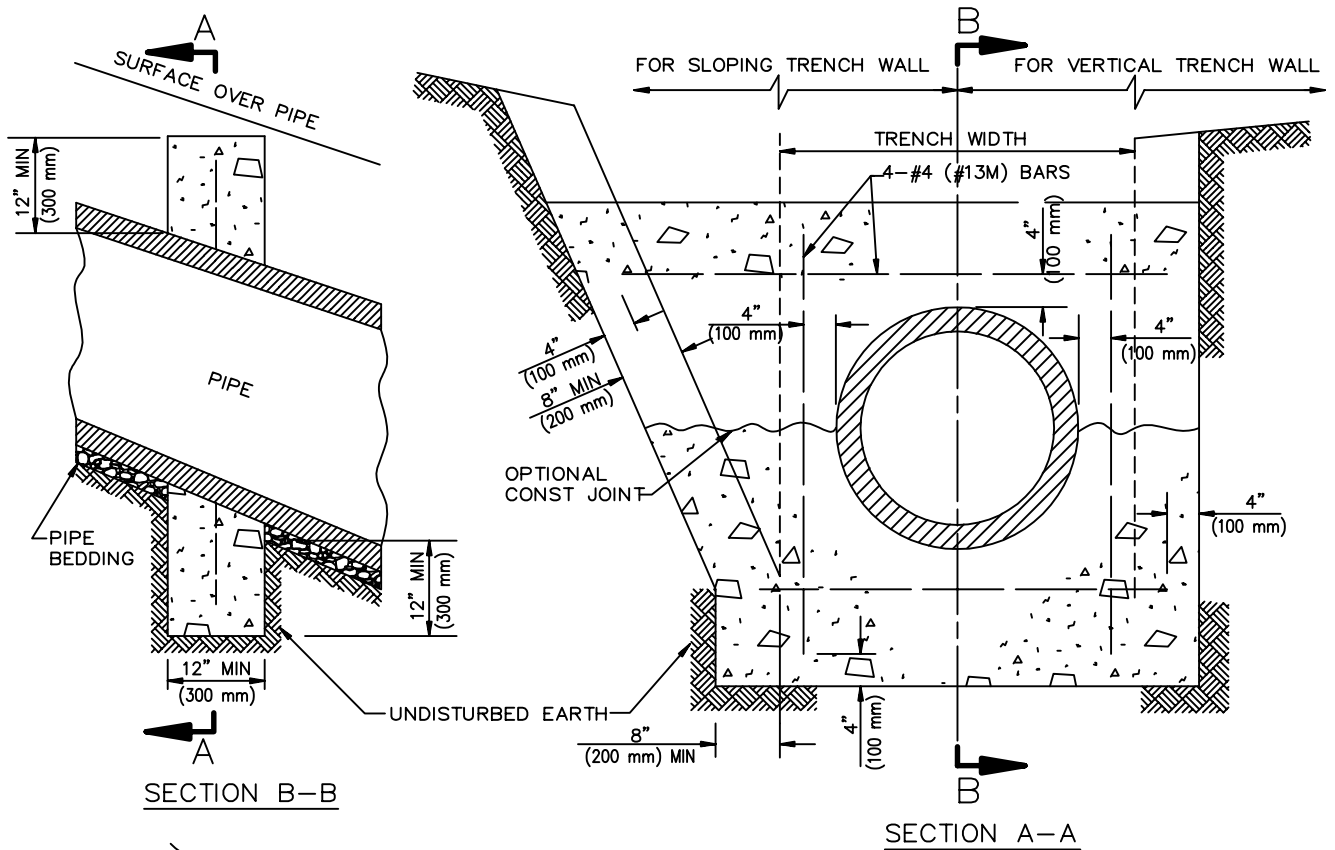 A
SURFACE OVER PIPE
12" MIN
(300 mm)
PIPE
PIPE
BEDDING
12" MIN
(300 mm)
12" MIN
(300 mm)
A
SECTION B-B
UNDISTURBED EARTH
B
FOR SLOPING TRENCH WALL
FOR VERTICAL TRENCH WALL
TRENCH WIDTH
4-#4 (#13M) BARS
4"
(100 mm)
4"
(100 mm)
4"
(100 mm)
4"
(100 mm)
8" MIN
(200 mm)
OPTIONAL
CONST JOINT
4"
(100 mm)
8"
(200 mm) MIN
4"
(100 mm)
B
SECTION A-A